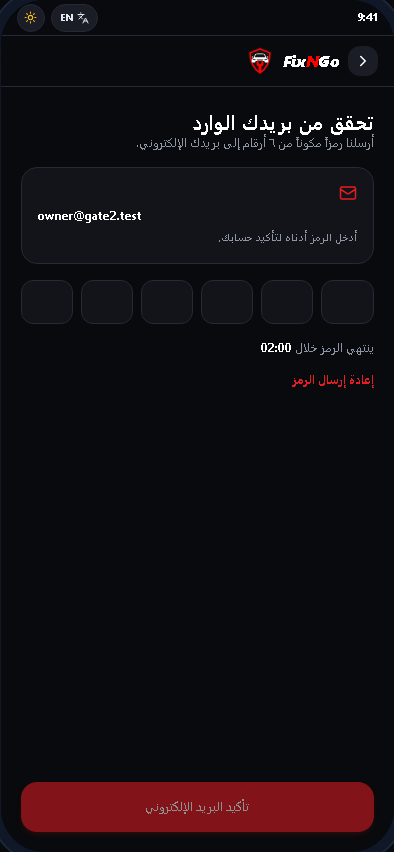 EN
9:41
FixNGo
تحقق من بريدك الوارد
أرسلنا رمزاً مكوناً من ٦ أرقام إلى بريدك الإلكتروني.
owner@gate2.test
أدخل الرمز أدناه لتأكيد حسابك.
ينتهي الرمز خلال 02:00
إعادة إرسال الرمز
تأكيد البريد الإلكتروني